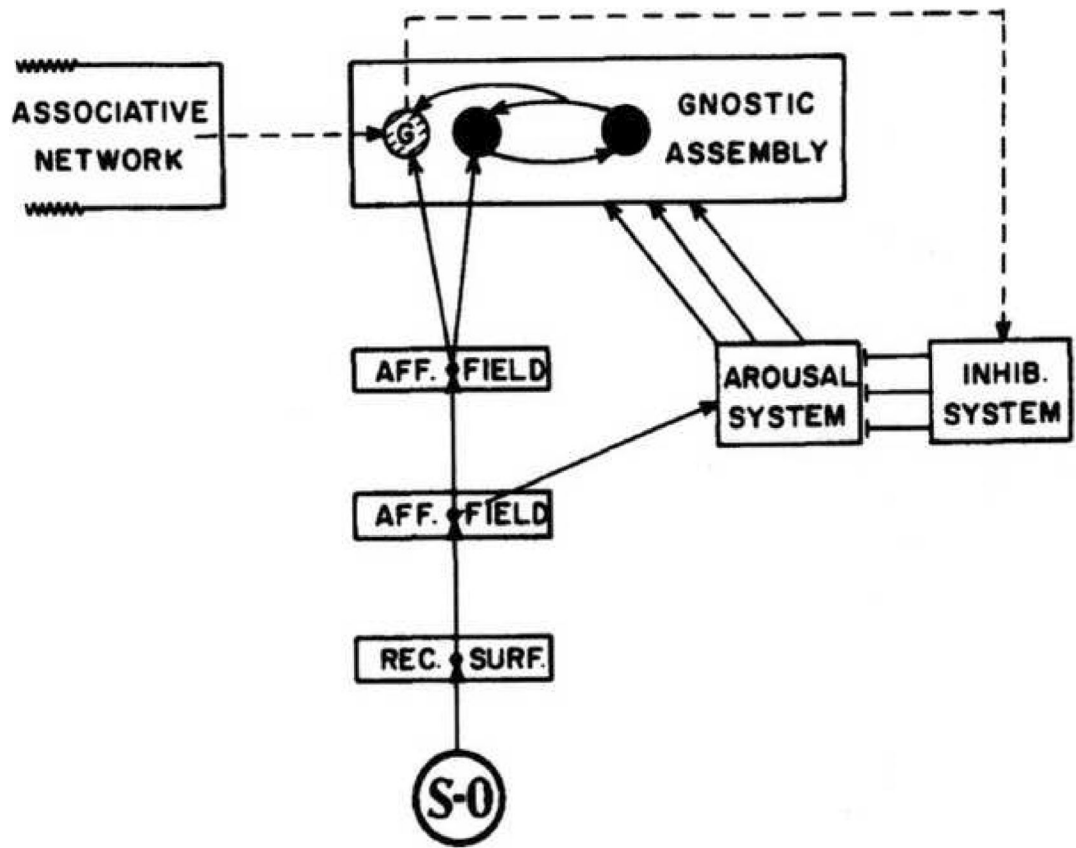 ASSOCIATIVE
NETWORK
G
GNOSTIC
ASSEMBLY
AFF. FIELD
AROUSAL
SYSTEM
INHIB.
SYSTEM
AFF. FIELD
REC. SURF.
S-O